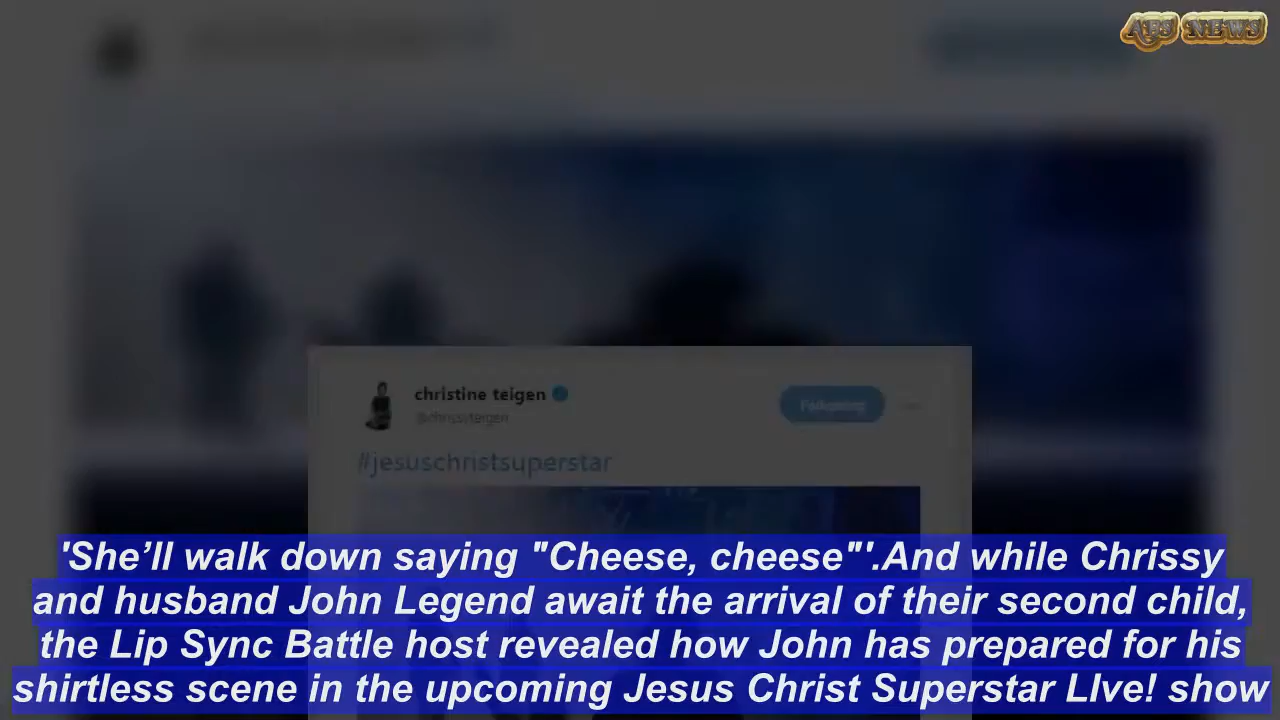 AFS NEWS
christine teigen
@chrissyteigen
Following
#jesuschristsuperstar
'She’ll walk down saying "Cheese, cheese"'.And while Chrissy
and husband John Legend await the arrival of their second child,
the Lip Sync Battle host revealed how John has prepared for his
shirtless scene in the upcoming Jesus Christ Superstar LIve! show